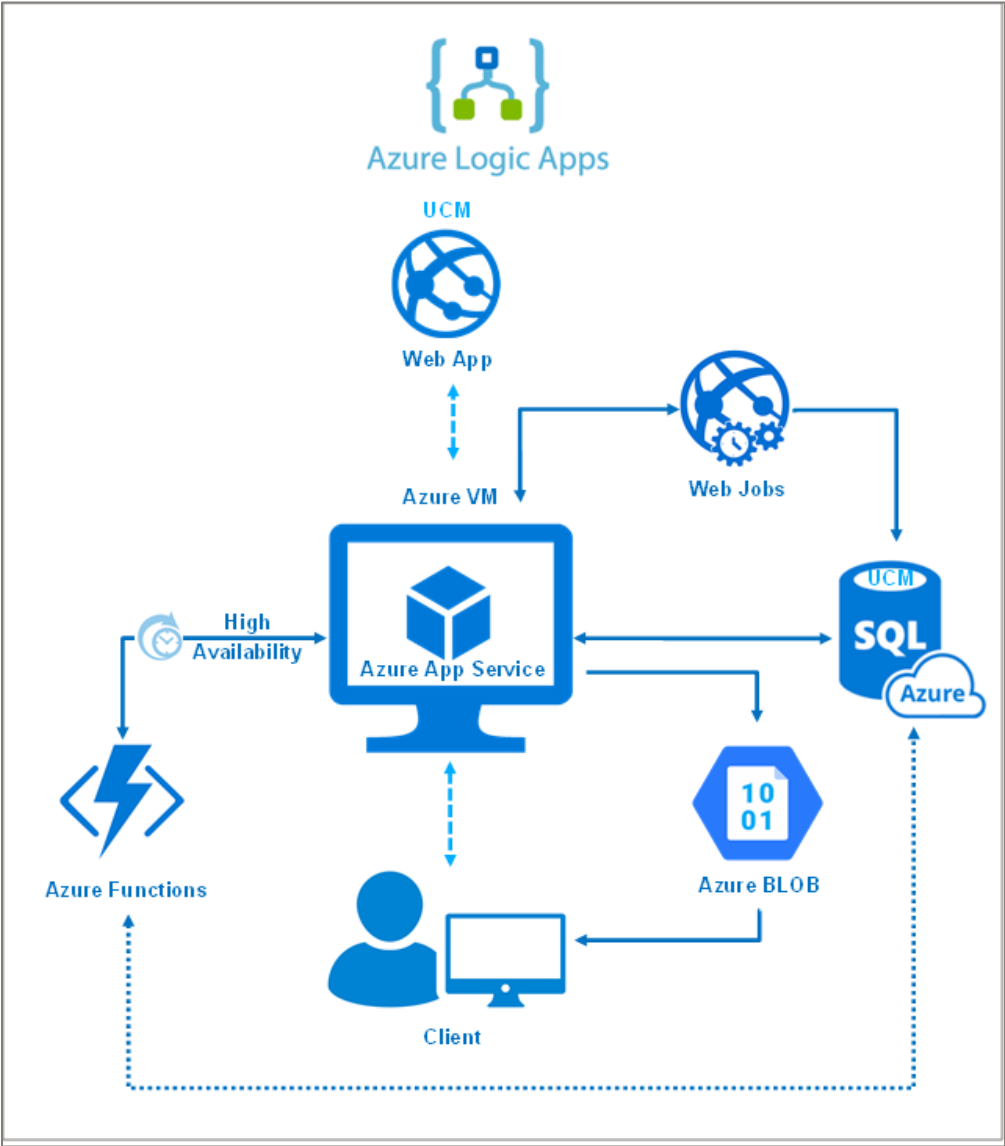 Azure Logic Apps
UCM
Web App
Web Jobs
Azure VM
UCM
SQL
Azure
High
Availability
Azure App Service
10
01
Azure Functions
Azure BLOB
Client